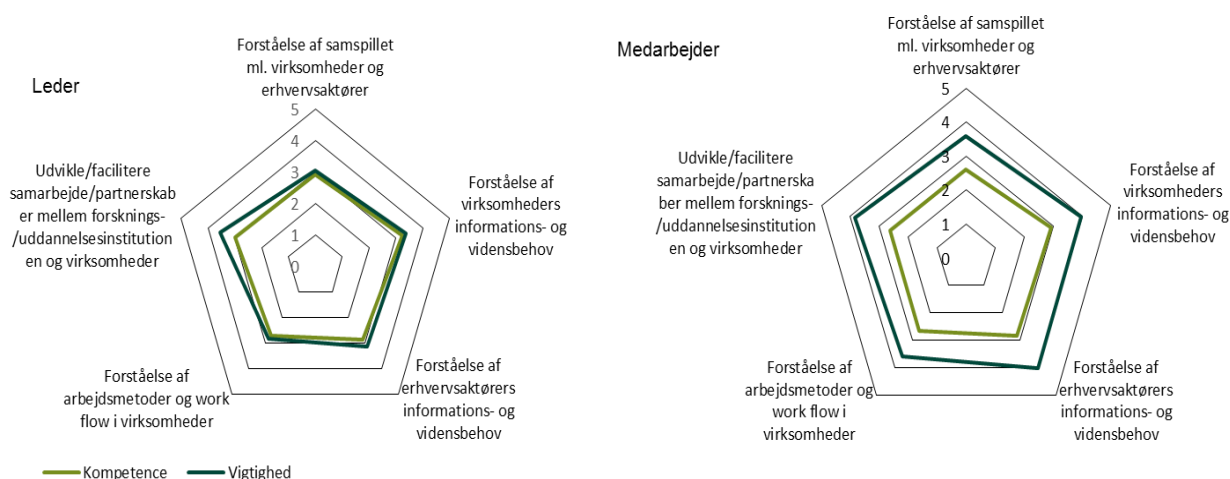 Leder
Forståelse af samspillet
ml. virksomheder og
erhvervsaktører
5
4
3
2
1
0
Forståelse af
virksomheders
informations- og
vidensbehov
Forståelse af
erhvervsaktørers
informations- og
vidensbehov
Forståelse af
arbejdsmetoder og work
flow i virksomheder
Udvikle/facilitere
samarbejde/partnerskab
er mellem forsknings-
/uddannelsesinstitution
en og virksomheder
Kompetence
Vigtighed
Medarbejder
Forståelse af samspillet
ml. virksomheder og
erhvervsaktører
5
4
3
2
1
0
Forståelse af
virksomheders
informations- og
vidensbehov
Forståelse af
erhvervsaktørers
informations- og
vidensbehov
Forståelse af
arbejdsmetoder og
work flow i
virksomheder
Udvikle/facilitere
samarbejde/partnerska
ber mellem forsknings-
/uddannelsesinstitution
en og virksomheder